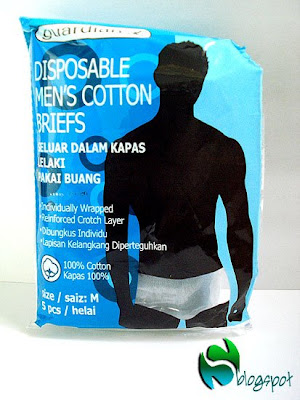 guardian
DISPOSABLE
MEN'S COTTON
BRIEFS
SELUAR DALAM KAPAS
LELAKI
PAKAI BUANG
•Individually Wrapped
•Reinforced Crotch Layer
•Dibungkus Individu
•Lapisan Kelangkang Diperteguhkan
100% Cotton
Kapas 100%
size / saiz: M
5 pcs / helai
blogspot